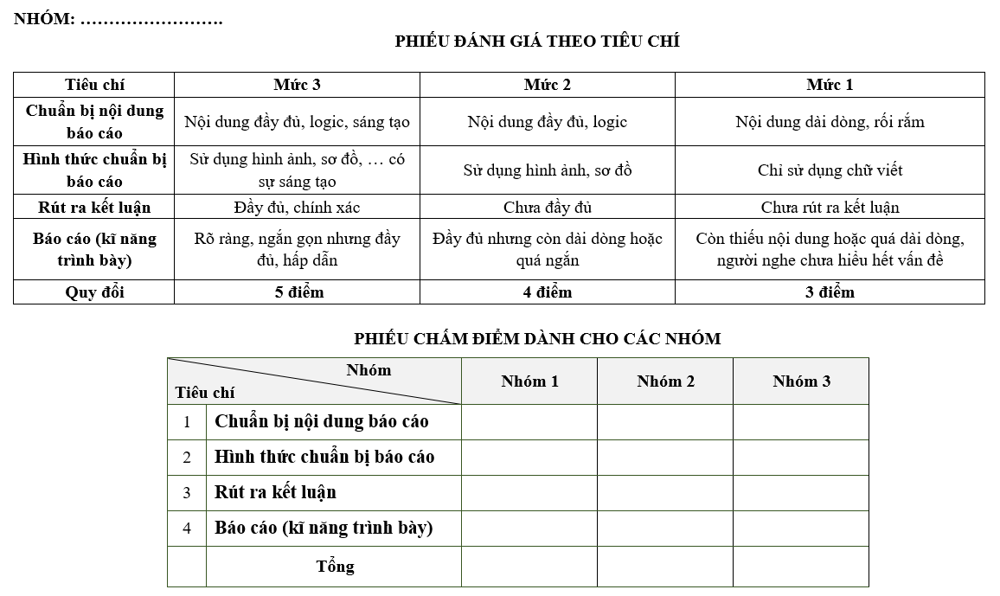 NHÓM: …………………….
PHIẾU ĐÁNH GIÁ THEO TIÊU CHÍ
Tiêu chí Mức 3 Mức 2 Mức 1
Chuẩn bị nội dung báo cáo Nội dung đầy đủ, logic, sáng tạo Nội dung đầy đủ, logic Nội dung dài dòng, rối rắm
Hình thức chuẩn bị báo cáo Sử dụng hình ảnh, sơ đồ, … có sự sáng tạo Sử dụng hình ảnh, sơ đồ Chỉ sử dụng chữ viết
Rút ra kết luận Đầy đủ, chính xác Chưa đầy đủ Chưa rút ra kết luận
Báo cáo (kĩ năng trình bày) Rõ ràng, ngắn gọn nhưng đầy đủ, hấp dẫn Đầy đủ nhưng còn dài dòng hoặc quá ngắn Còn thiếu nội dung hoặc quá dài dòng, người nghe chưa hiểu hết vấn đề
Quy đổi 5 điểm 4 điểm 3 điểm
PHIẾU CHẤM ĐIỂM DÀNH CHO CÁC NHÓM
Nhóm
Tiêu chí
Nhóm 1 Nhóm 2 Nhóm 3
1 Chuẩn bị nội dung báo cáo
2 Hình thức chuẩn bị báo cáo
3 Rút ra kết luận
4 Báo cáo (kĩ năng trình bày)
Tổng